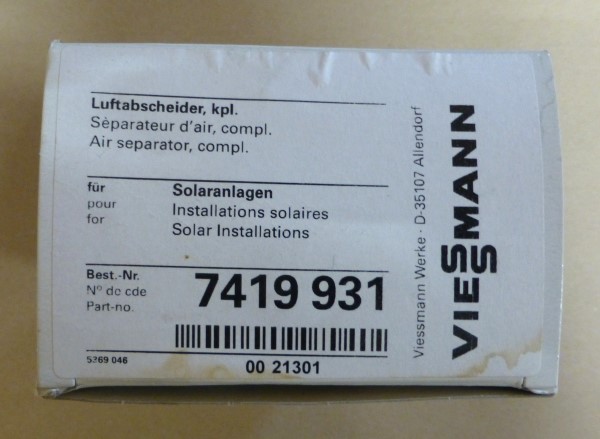 Luftabscheider, kpl.
Sèparateur d'air, compl.
Air separator, compl.
für
pour
for
Solaranlagen
Installations solaires
Solar Installations
Best.-Nr.
N° de cde
Part-no.
7419 931
5369 046
00 21301
Viessmann Werke · D-35107 Allendorf
VIESSMANN